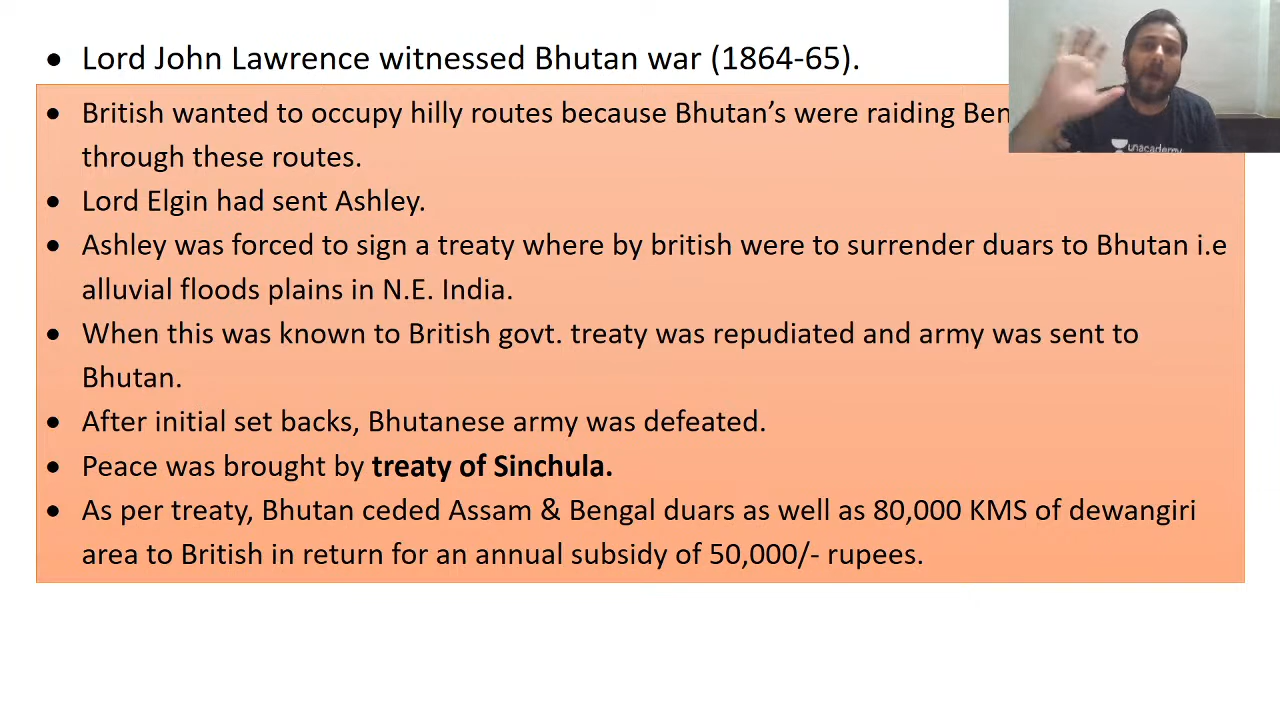 • Lord John Lawrence witnessed Bhutan war (1864-65).
• British wanted to occupy hilly routes because Bhutan's were raiding
through these routes.
• Lord Elgin had sent Ashley.
• Ashley was forced to sign a treaty where by british were to surrender duars to Bhutan i.e
alluvial floods plains in N.E. India.
• When this was known to British govt. treaty was repudiated and army was sent to
Bhutan.
• After initial set backs, Bhutanese army was defeated.
• Peace was brought by treaty of Sinchula.
• As per treaty, Bhutan ceded Assam & Bengal duars as well as 80,000 KMS of dewangiri
area to British in return for an annual subsidy of 50,000/- rupees.
unacademy